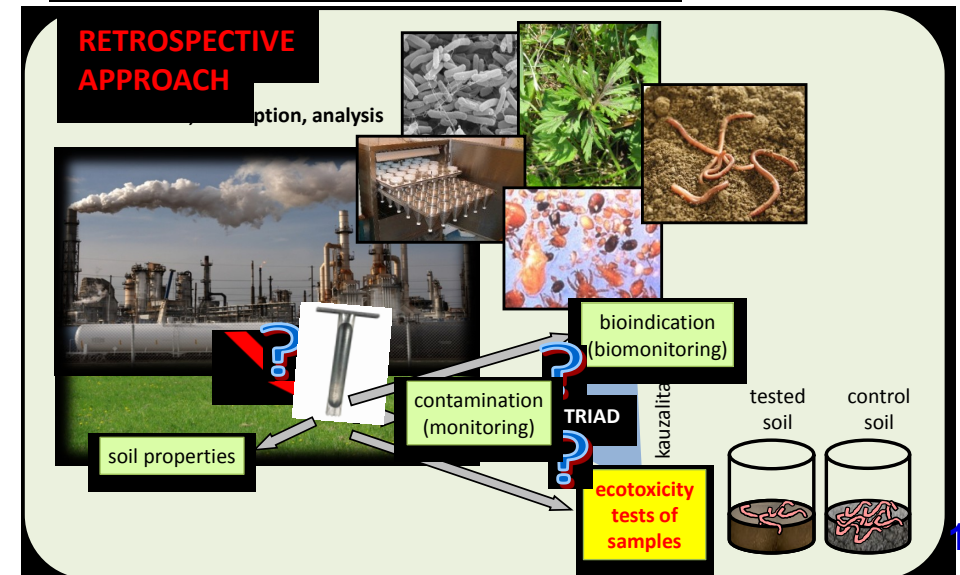 RETROSPECTIVE
APPROACH
ption, analysis
bioindication
(biomonitoring)
contamination
(monitoring)
TRIAD
kauzalita
tested
soil
control
soil
soil properties
ecotoxicity
tests of
samples
?
?
?
1